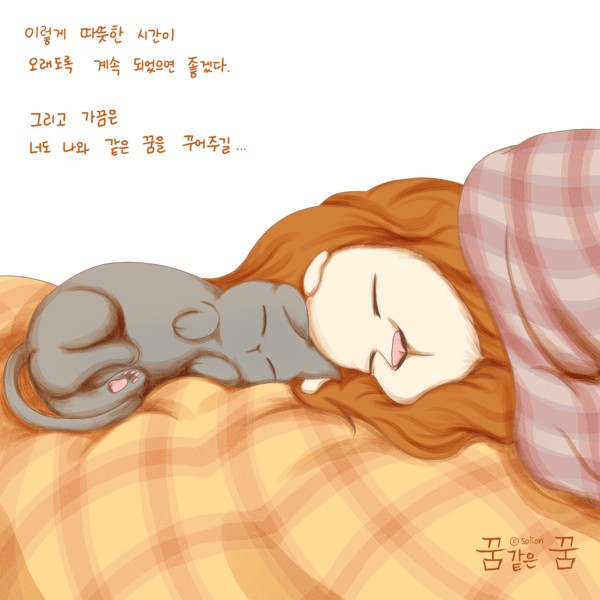 이렇게 따뜻한 시간이
오래도록 계속 되었으면 좋겠다.
그리고 가끔은
너도 나와 같은 꿈을 꾸어주길...
ⓒ solion
꿈같은 꿈